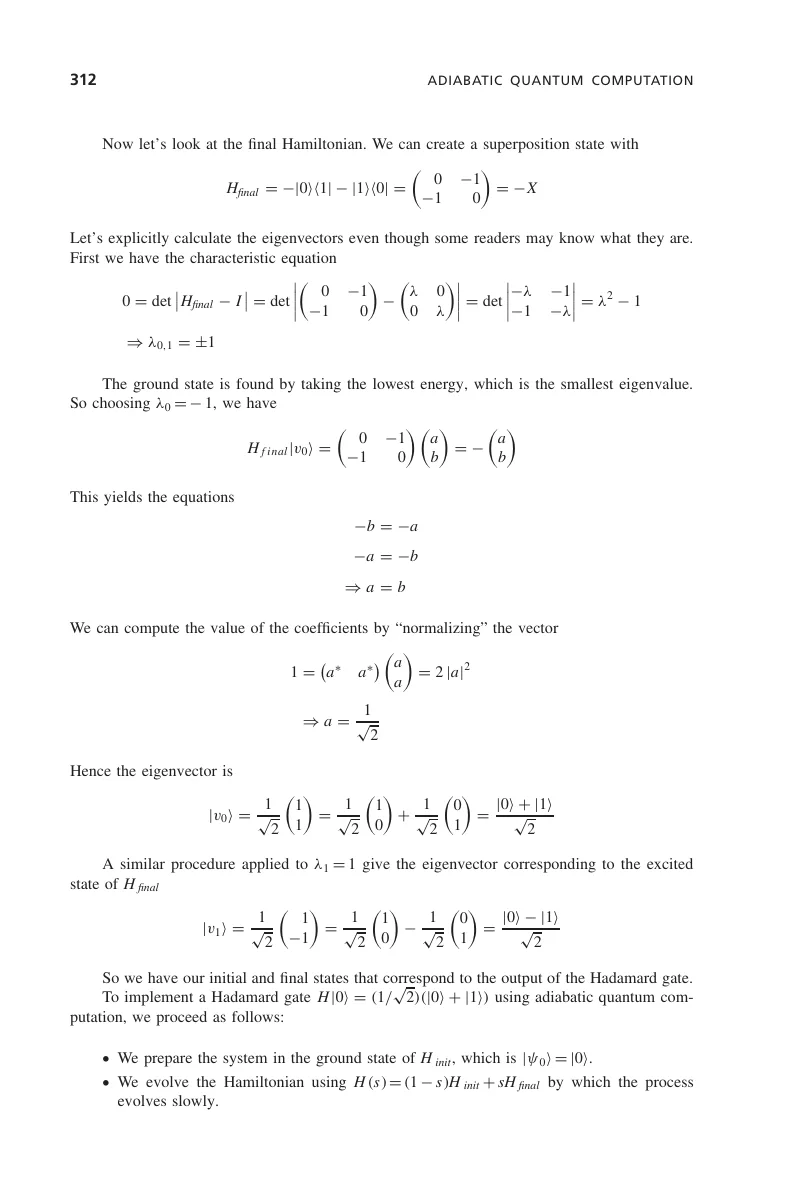 312 ADIABATIC QUANTUM COMPUTATION
Now let's look at the final Hamiltonian. We can create a superposition state with
H_final = −|0⟩⟨1| − |1⟩⟨0| = ( 0 −1 ; −1 0 ) = −X
Let's explicitly calculate the eigenvectors even though some readers may know what they are.
First we have the characteristic equation
0 = det |H_final − I| = det |( 0 −1 ; −1 0 ) − ( λ 0 ; 0 λ )| = det |−λ −1 ; −1 −λ| = λ² − 1
⇒ λ₀,₁ = ±1
The ground state is found by taking the lowest energy, which is the smallest eigenvalue.
So choosing λ₀ = − 1, we have
H_final|v₀⟩ = ( 0 −1 ; −1 0 ) ( a ; b ) = − ( a ; b )
This yields the equations
−b = −a
−a = −b
⇒ a = b
We can compute the value of the coefficients by “normalizing” the vector
1 = (a* a*) ( a ; a ) = 2 |a|²
⇒ a = 1/√2
Hence the eigenvector is
|v₀⟩ = 1/√2 ( 1 ; 1 ) = 1/√2 ( 1 ; 0 ) + 1/√2 ( 0 ; 1 ) = (|0⟩ + |1⟩)/√2
A similar procedure applied to λ₁ = 1 give the eigenvector corresponding to the excited
state of H_final
|v₁⟩ = 1/√2 ( 1 ; −1 ) = 1/√2 ( 1 ; 0 ) − 1/√2 ( 0 ; 1 ) = (|0⟩ − |1⟩)/√2
So we have our initial and final states that correspond to the output of the Hadamard gate.
To implement a Hadamard gate H|0⟩ = (1/√2)(|0⟩ + |1⟩) using adiabatic quantum com-
putation, we proceed as follows:
• We prepare the system in the ground state of H_init, which is |ψ₀⟩ = |0⟩.
• We evolve the Hamiltonian using H(s) = (1 − s)H_init + sH_final by which the process
evolves slowly.